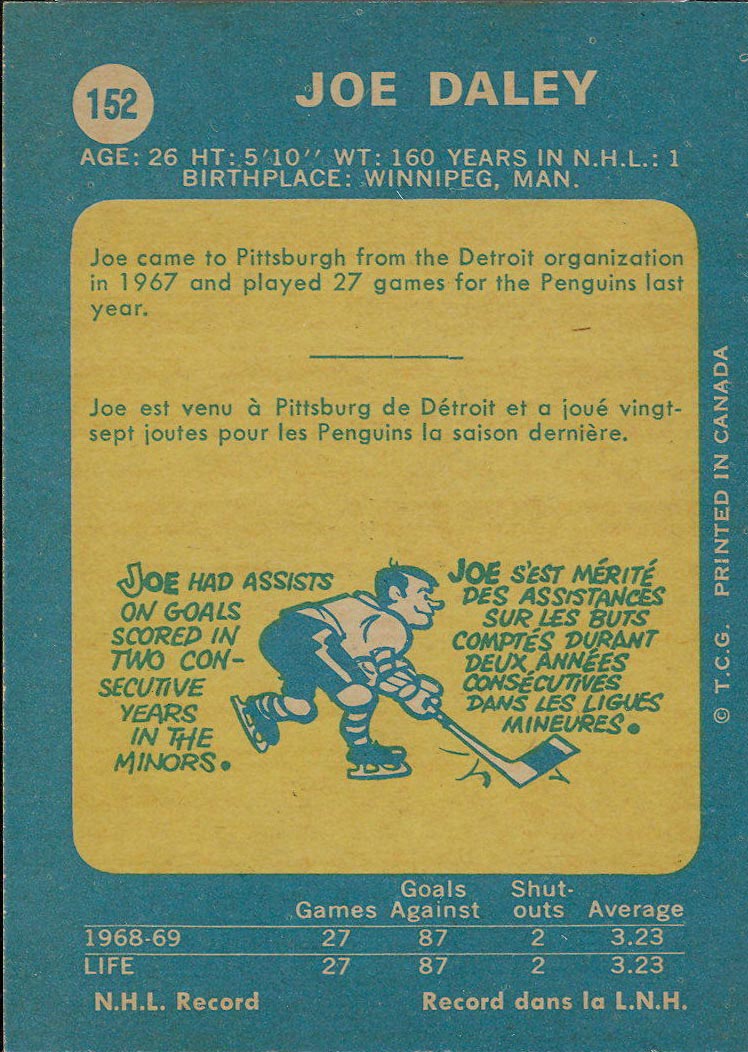 152
JOE DALEY
AGE: 26 HT: 5'10'' WT: 160 YEARS IN N.H.L.: 1
BIRTHPLACE: WINNIPEG, MAN.
Joe came to Pittsburgh from the Detroit organization
in 1967 and played 27 games for the Penguins last
year.
Joe est venu à Pittsburg de Détroit et a joué vingt-
sept joutes pour les Penguins la saison dernière.
JOE HAD ASSISTS
ON GOALS
SCORED IN
TWO CON-
SECUTIVE
YEARS
IN THE
MINORS.
JOE S'EST MÉRITÉ
DES ASSISTANCES
SUR LES BUTS
COMPTÉS DURANT
DEUX ANNÉES
CONSÉCUTIVES
DANS LES LIGUES
MINEURES.
© T.C.G. PRINTED IN CANADA
Games Goals Against Shut-outs Average
1968-69 27 87 2 3.23
LIFE 27 87 2 3.23
N.H.L. Record Record dans la L.N.H.